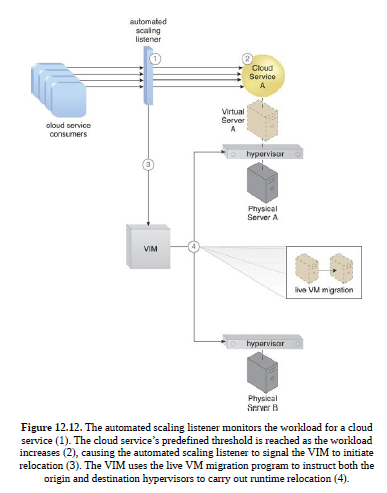 automated
scaling
listener
1
2
Cloud
Service
A
cloud service
consumers
Virtual
Server
A
hypervisor
3
Physical
Server A
VIM
4
live VM migration
hypervisor
Physical
Server B
Figure 12.12. The automated scaling listener monitors the workload for a cloud
service (1). The cloud service’s predefined threshold is reached as the workload
increases (2), causing the automated scaling listener to signal the VIM to initiate
relocation (3). The VIM uses the live VM migration program to instruct both the
origin and destination hypervisors to carry out runtime relocation (4).